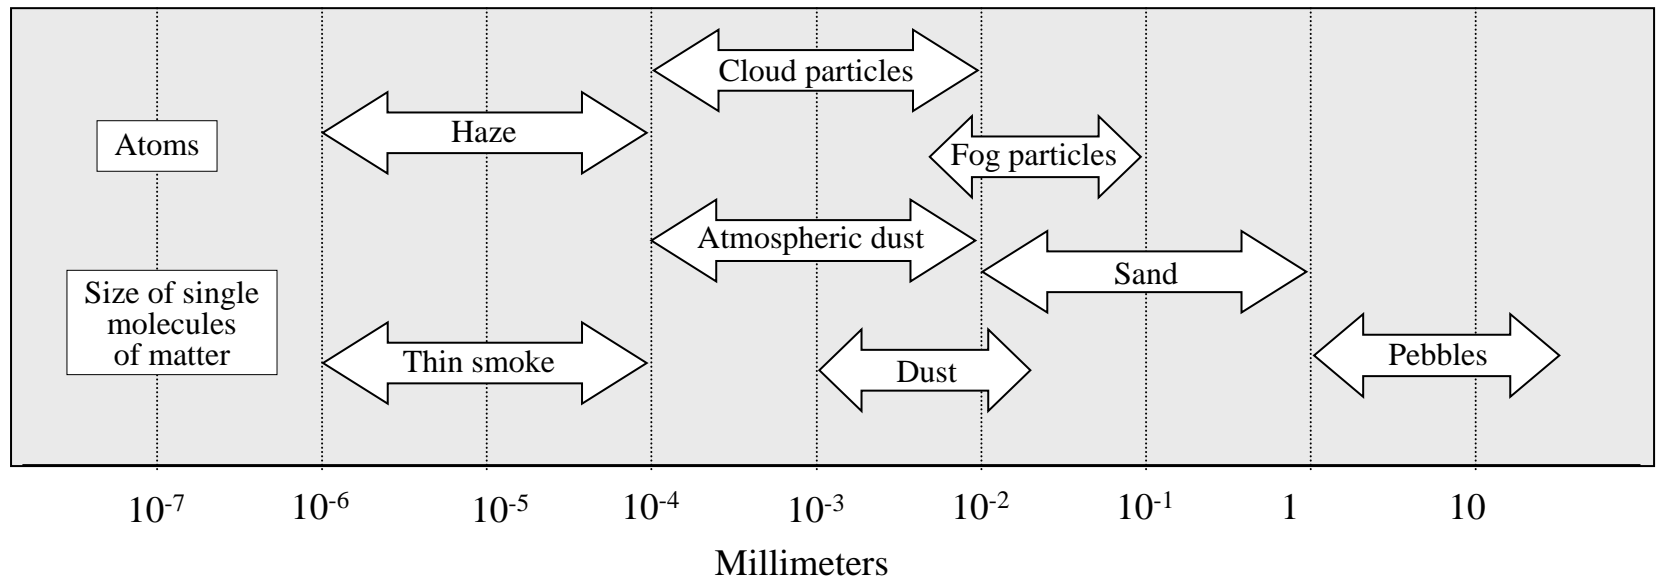 Cloud particles
Haze
Atoms
Fog particles
Atmospheric dust
Sand
Size of single
molecules
of matter
Thin smoke
Dust
Pebbles
10-7 10-6 10-5 10-4 10-3 10-2 10-1 1 10
Millimeters